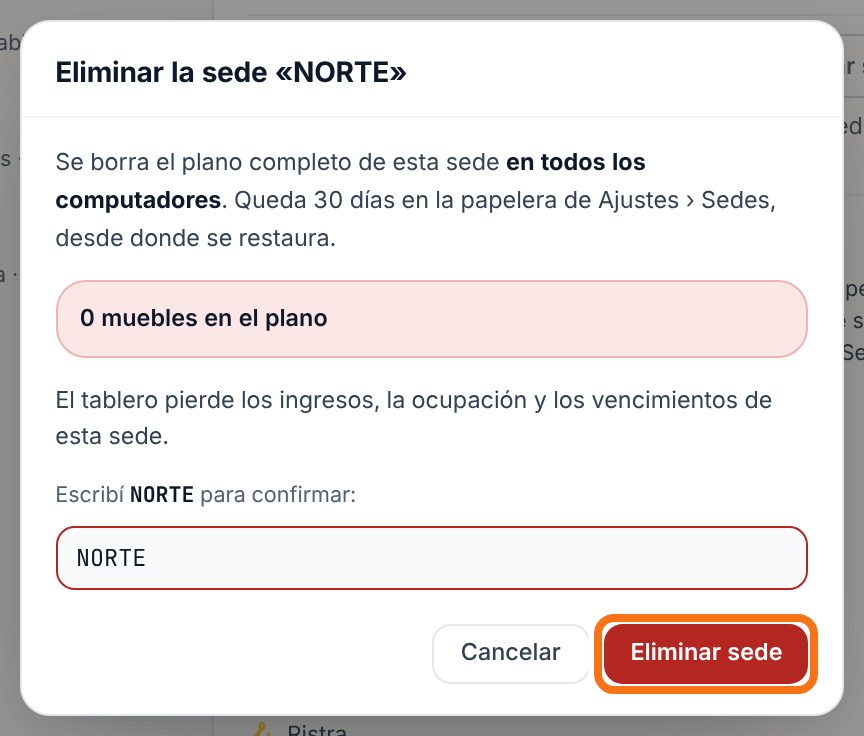 Eliminar la sede «NORTE»
Se borra el plano completo de esta sede en todos los
computadores. Queda 30 días en la papelera de Ajustes › Sedes,
desde donde se restaura.
0 muebles en el plano
El tablero pierde los ingresos, la ocupación y los vencimientos de
esta sede.
Escribí NORTE para confirmar:
NORTE
Cancelar
Eliminar sede
Ristra